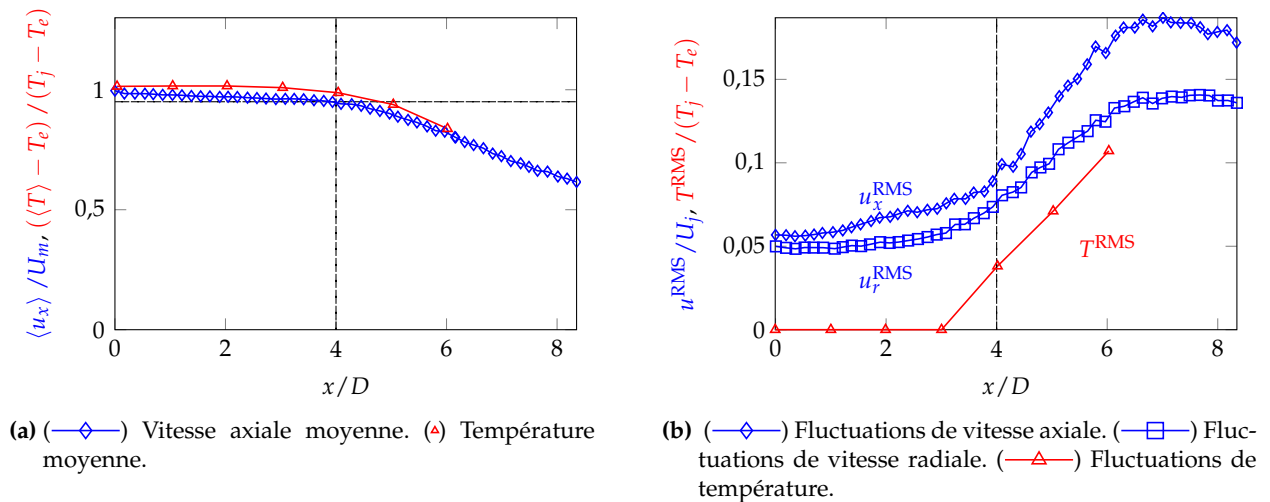 ⟨u_x⟩ /U_m, (⟨T⟩ − T_e) / (T_j − T_e)
1
0,5
0
0 2 4 6 8
x/D
(a) ( ) Vitesse axiale moyenne. ( ) Température
moyenne.
u^RMS/U_j, T^RMS/(T_j − T_e)
0,15
0,1
0,05
0
u_x^RMS
u_r^RMS
T^RMS
0 2 4 6 8
x/D
(b) ( ) Fluctuations de vitesse axiale. ( ) Fluc-
tuations de vitesse radiale. ( ) Fluctuations de
température.